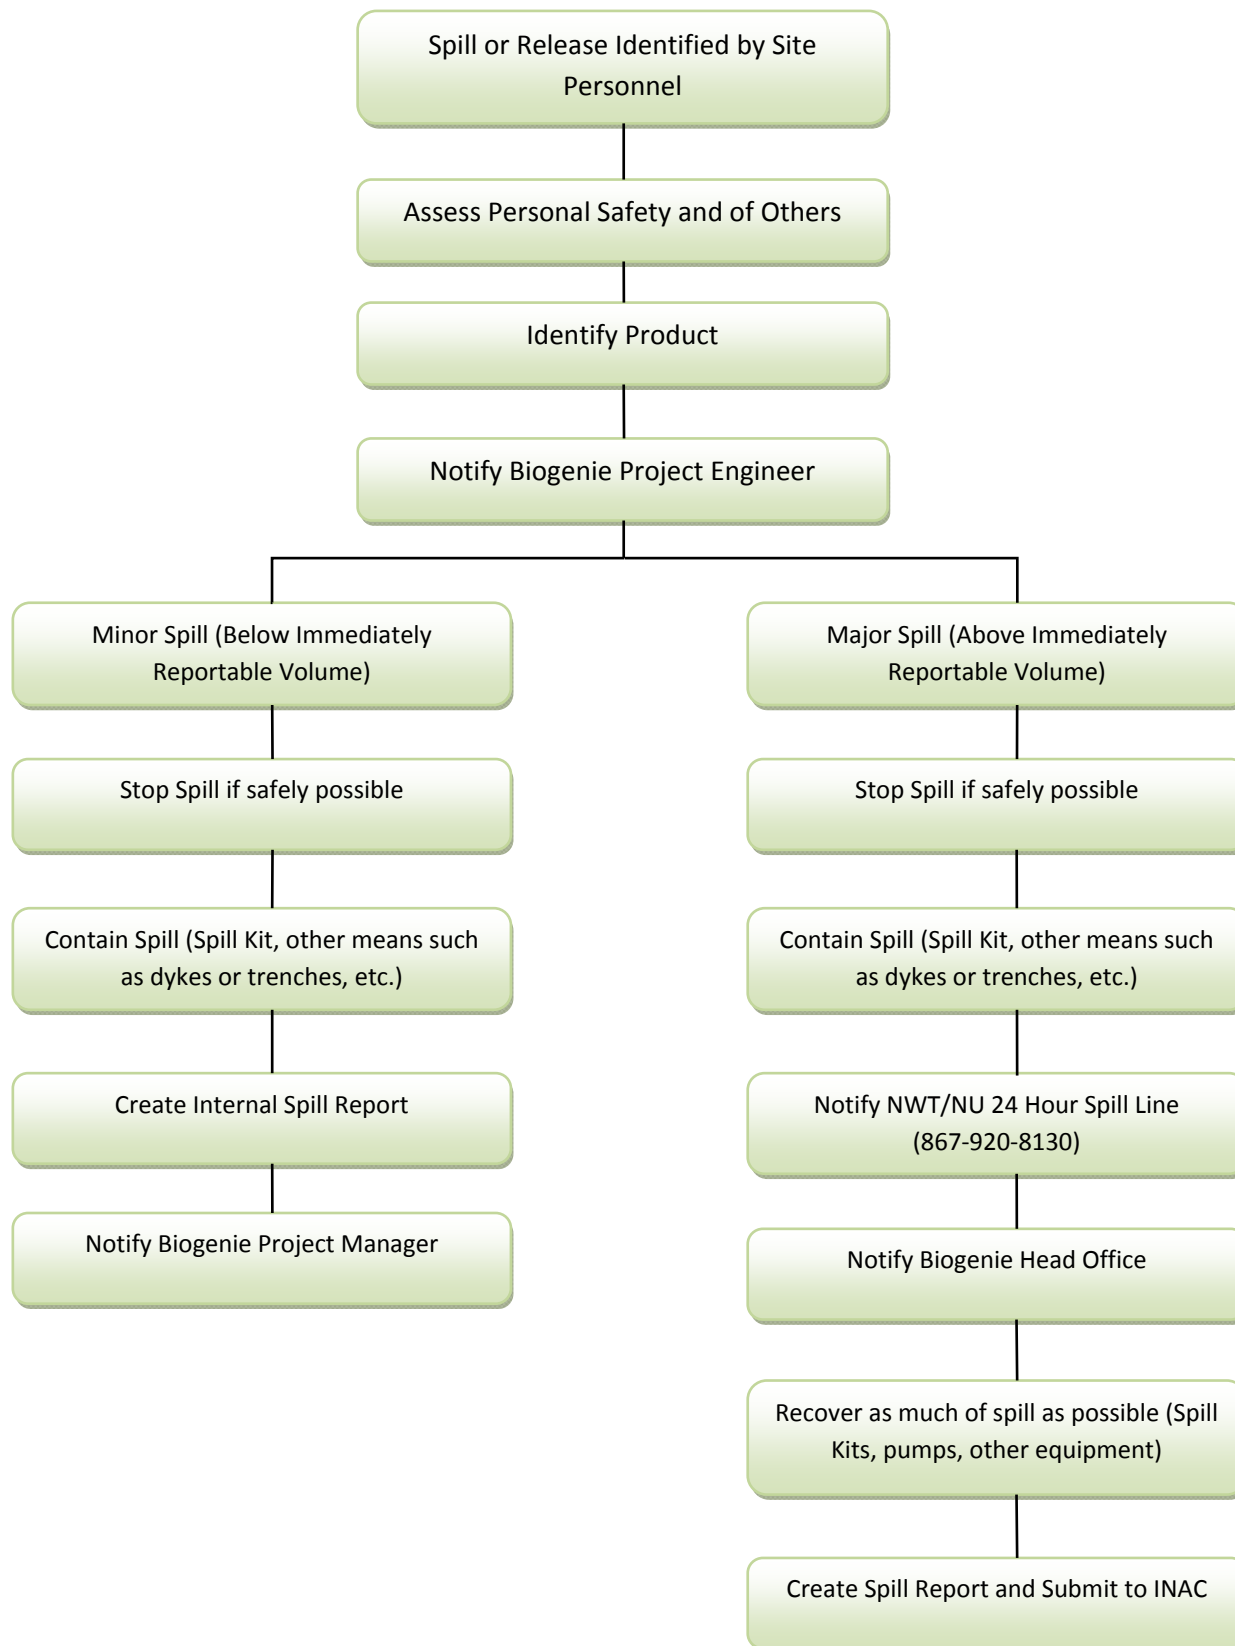 Spill or Release Identified by Site
Personnel
Assess Personal Safety and of Others
Identify Product
Notify Biogenie Project Engineer
Minor Spill (Below Immediately
Reportable Volume)
Stop Spill if safely possible
Contain Spill (Spill Kit, other means such
as dykes or trenches, etc.)
Create Internal Spill Report
Notify Biogenie Project Manager
Major Spill (Above Immediately
Reportable Volume)
Stop Spill if safely possible
Contain Spill (Spill Kit, other means such
as dykes or trenches, etc.)
Notify NWT/NU 24 Hour Spill Line
(867-920-8130)
Notify Biogenie Head Office
Recover as much of spill as possible (Spill
Kits, pumps, other equipment)
Create Spill Report and Submit to INAC